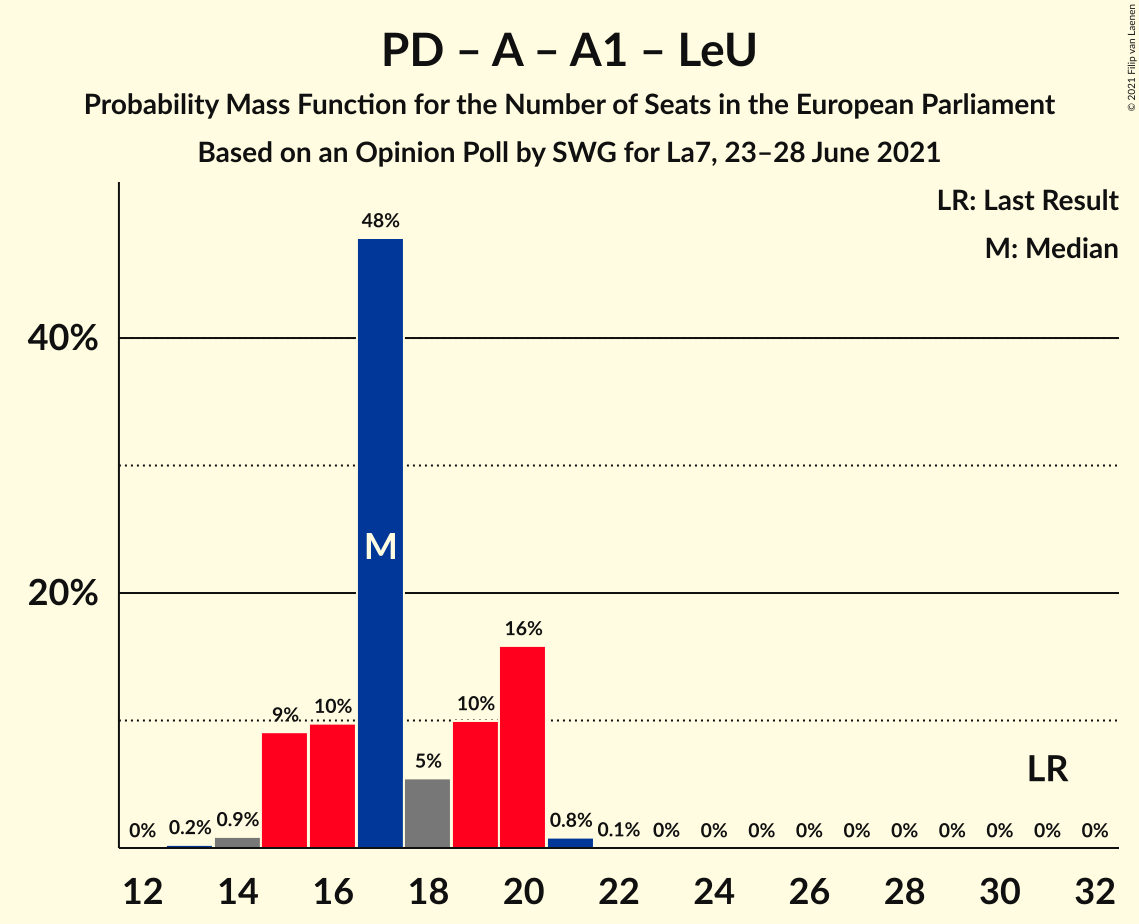 PD – A – A1 – LeU
Probability Mass Function for the Number of Seats in the European Parliament
Based on an Opinion Poll by SWG for La7, 23–28 June 2021
© 2021 Filip van Laenen
LR: Last Result
M: Median
48%
40%
M
20%
16%
9% 10% 10%
5%
LR
0% 0.2% 0.9% 0.8% 0.1% 0% 0% 0% 0% 0% 0% 0% 0% 0% 0%
12 14 16 18 20 22 24 26 28 30 32